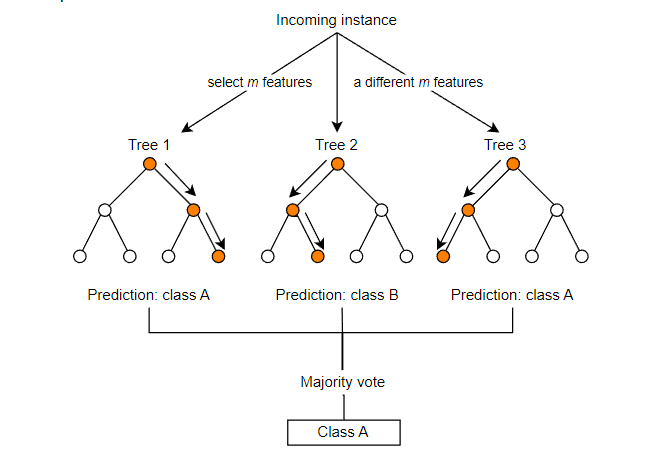 Incoming instance
select m features
a different m features
Tree 1
Tree 2
Tree 3
Prediction: class A
Prediction: class B
Prediction: class A
Majority vote
Class A